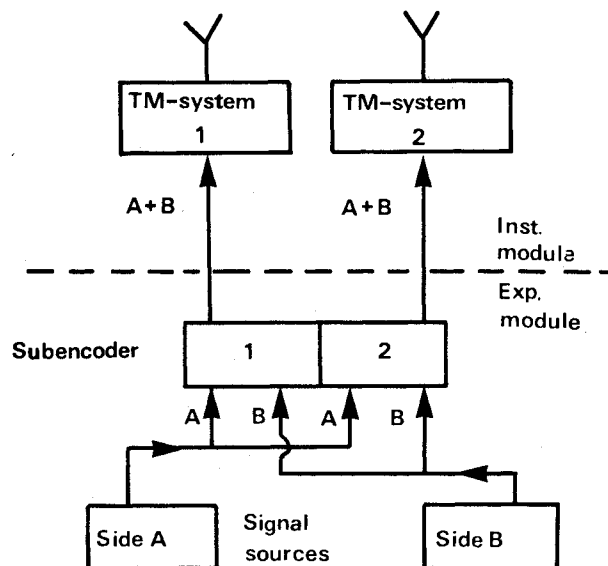 TM-system
1
TM-system
2
A+B
A+B
Inst.
modula
Exp.
module
Subencoder
1
2
A
B
A
B
Side A
Signal
sources
Side B